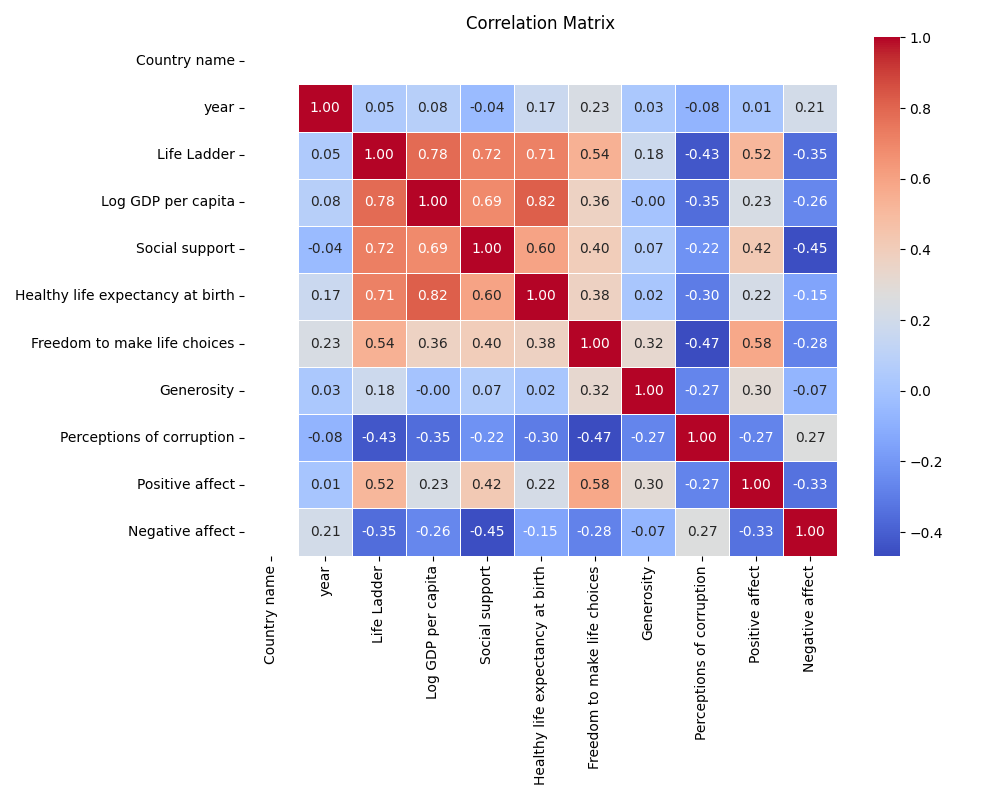 Correlation Matrix
Country name
year 1.00 0.05 0.08 -0.04 0.17 0.23 0.03 -0.08 0.01 0.21
Life Ladder 0.05 1.00 0.78 0.72 0.71 0.54 0.18 -0.43 0.52 -0.35
Log GDP per capita 0.08 0.78 1.00 0.69 0.82 0.36 -0.00 -0.35 0.23 -0.26
Social support -0.04 0.72 0.69 1.00 0.60 0.40 0.07 -0.22 0.42 -0.45
Healthy life expectancy at birth 0.17 0.71 0.82 0.60 1.00 0.38 0.02 -0.30 0.22 -0.15
Freedom to make life choices 0.23 0.54 0.36 0.40 0.38 1.00 0.32 -0.47 0.58 -0.28
Generosity 0.03 0.18 -0.00 0.07 0.02 0.32 1.00 -0.27 0.30 -0.07
Perceptions of corruption -0.08 -0.43 -0.35 -0.22 -0.30 -0.47 -0.27 1.00 -0.27 0.27
Positive affect 0.01 0.52 0.23 0.42 0.22 0.58 0.30 -0.27 1.00 -0.33
Negative affect 0.21 -0.35 -0.26 -0.45 -0.15 -0.28 -0.07 0.27 -0.33 1.00
Country name
year
Life Ladder
Log GDP per capita
Social support
Healthy life expectancy at birth
Freedom to make life choices
Generosity
Perceptions of corruption
Positive affect
Negative affect
1.0
0.8
0.6
0.4
0.2
0.0
−0.2
−0.4